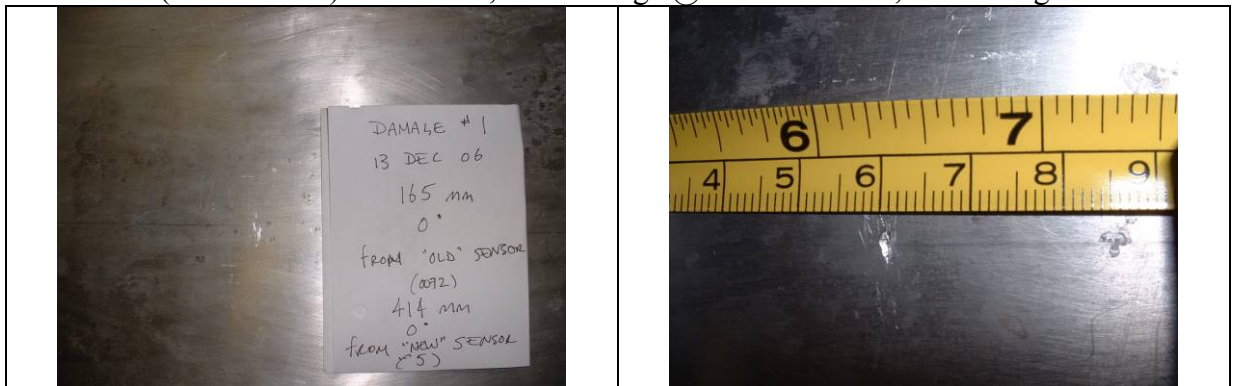 DAMAGE # 1
13 DEC 06
165 mm
0°
FROM "OLD" SENSOR
(0072)
414 mm
0°
FROM "NEW" SENSOR
6 7
4 5 6 7 8 9